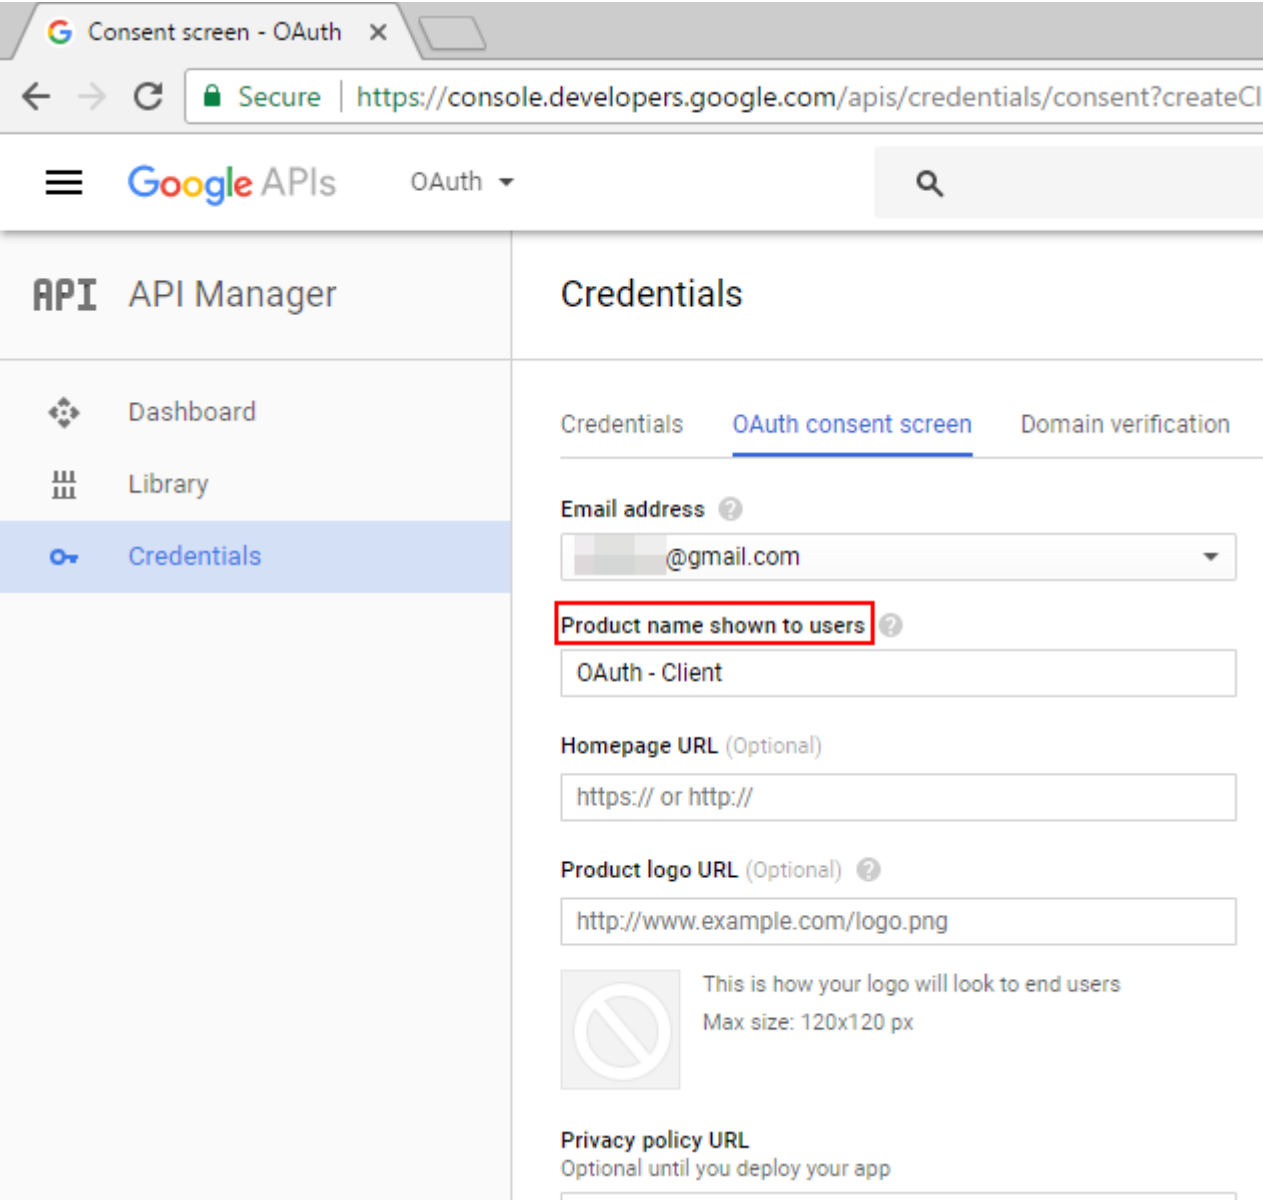 Consent screen - OAuth
Secure https://console.developers.google.com/apis/credentials/consent?createCl
Google APIs OAuth
API API Manager
Credentials
Dashboard
Library
Credentials
Credentials OAuth consent screen Domain verification
Email address
@gmail.com
Product name shown to users
OAuth - Client
Homepage URL (Optional)
https:// or http://
Product logo URL (Optional)
http://www.example.com/logo.png
This is how your logo will look to end users
Max size: 120x120 px
Privacy policy URL
Optional until you deploy your app